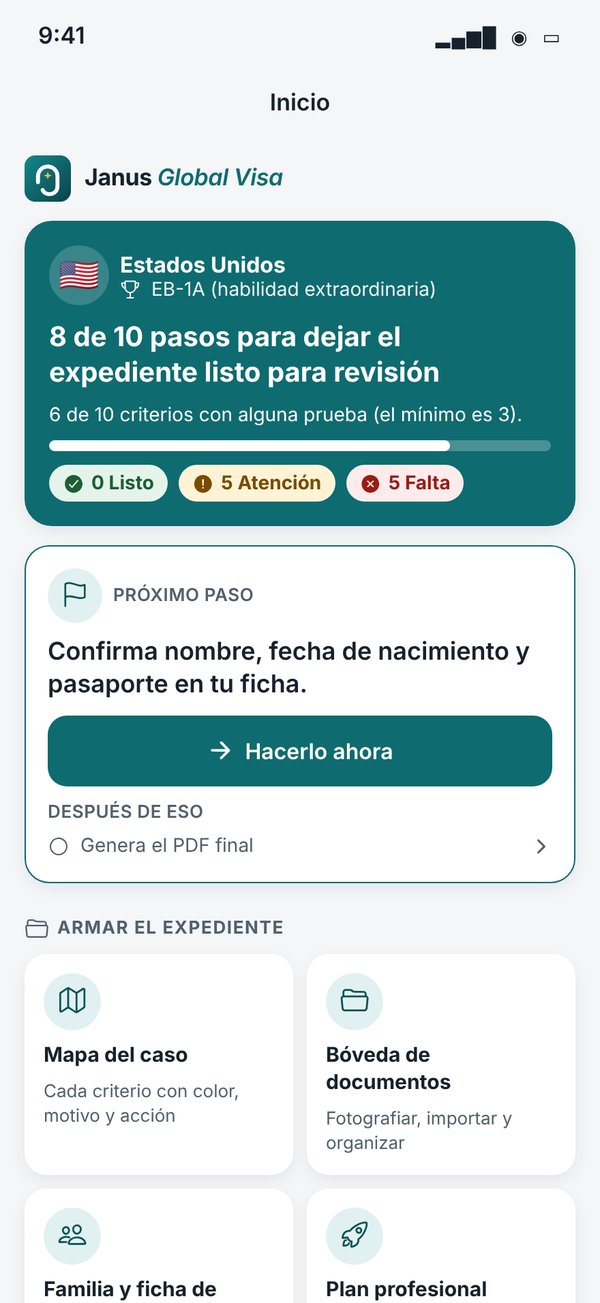 9:41
Inicio
Janus Global Visa
Estados Unidos
EB-1A (habilidad extraordinaria)
8 de 10 pasos para dejar el
expediente listo para revisión
6 de 10 criterios con alguna prueba (el mínimo es 3).
0 Listo
5 Atención
5 Falta
PRÓXIMO PASO
Confirma nombre, fecha de nacimiento y
pasaporte en tu ficha.
Hacerlo ahora
DESPUÉS DE ESO
Genera el PDF final
ARMAR EL EXPEDIENTE
Mapa del caso
Cada criterio con color,
motivo y acción
Bóveda de
documentos
Fotografiar, importar y
organizar
Familia y ficha de
Plan profesional